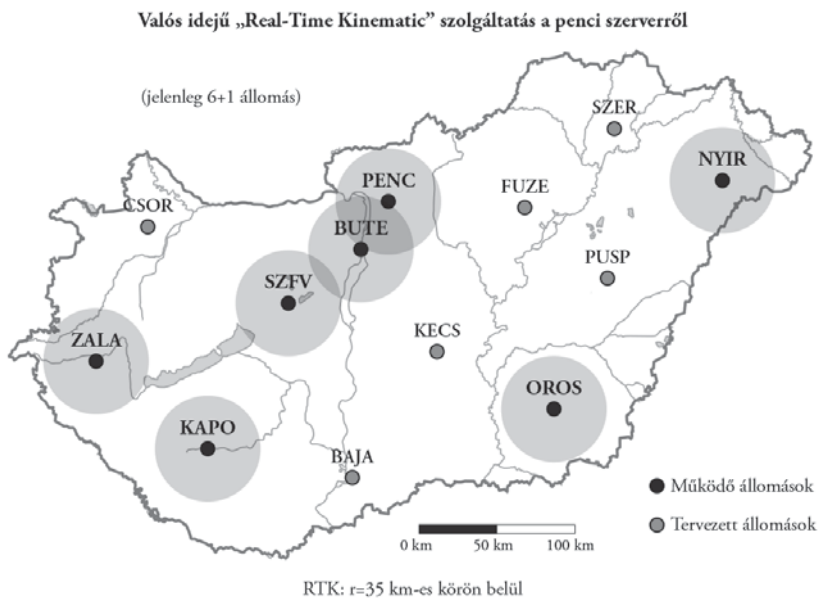 Valós idejű „Real-Time Kinematic” szolgáltatás a penci szerverről
(jelenleg 6+1 állomás)
SZER
NYIR
PENC
FUZE
CSOR
BUTE
PUSP
SZFV
KECS
ZALA
OROS
KAPO
BAJA
Működő állomások
Tervezett állomások
0 km 50 km 100 km
RTK: r=35 km-es körön belül